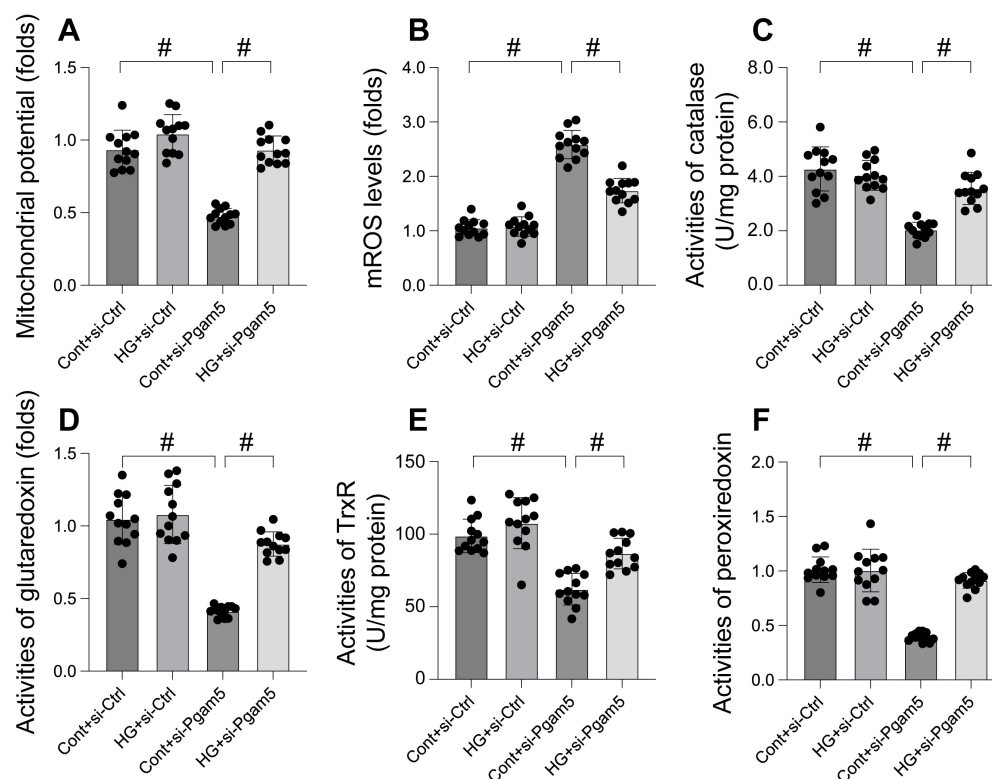 A
# #
Mitochondrial potential (folds)
1.5
1.0
0.5
0.0
Cont+si-Ctrl
HG+si-Ctrl
Cont+si-Pgam5
HG+si-Pgam5
B
# #
mROS levels (folds)
4.0
3.0
2.0
1.0
0.0
Cont+si-Ctrl
HG+si-Ctrl
Cont+si-Pgam5
HG+si-Pgam5
C
# #
Activities of catalase
(U/mg protein)
8.0
6.0
4.0
2.0
0.0
Cont+si-Ctrl
HG+si-Ctrl
Cont+si-Pgam5
HG+si-Pgam5
D
# #
Activities of glutaredoxin (folds)
1.5
1.0
0.5
0.0
Cont+si-Ctrl
HG+si-Ctrl
Cont+si-Pgam5
HG+si-Pgam5
E
# #
Activities of TrxR
(U/mg protein)
150
100
50
0
Cont+si-Ctrl
HG+si-Ctrl
Cont+si-Pgam5
HG+si-Pgam5
F
# #
Activities of peroxiredoxin
2.0
1.5
1.0
0.5
0.0
Cont+si-Ctrl
HG+si-Ctrl
Cont+si-Pgam5
HG+si-Pgam5